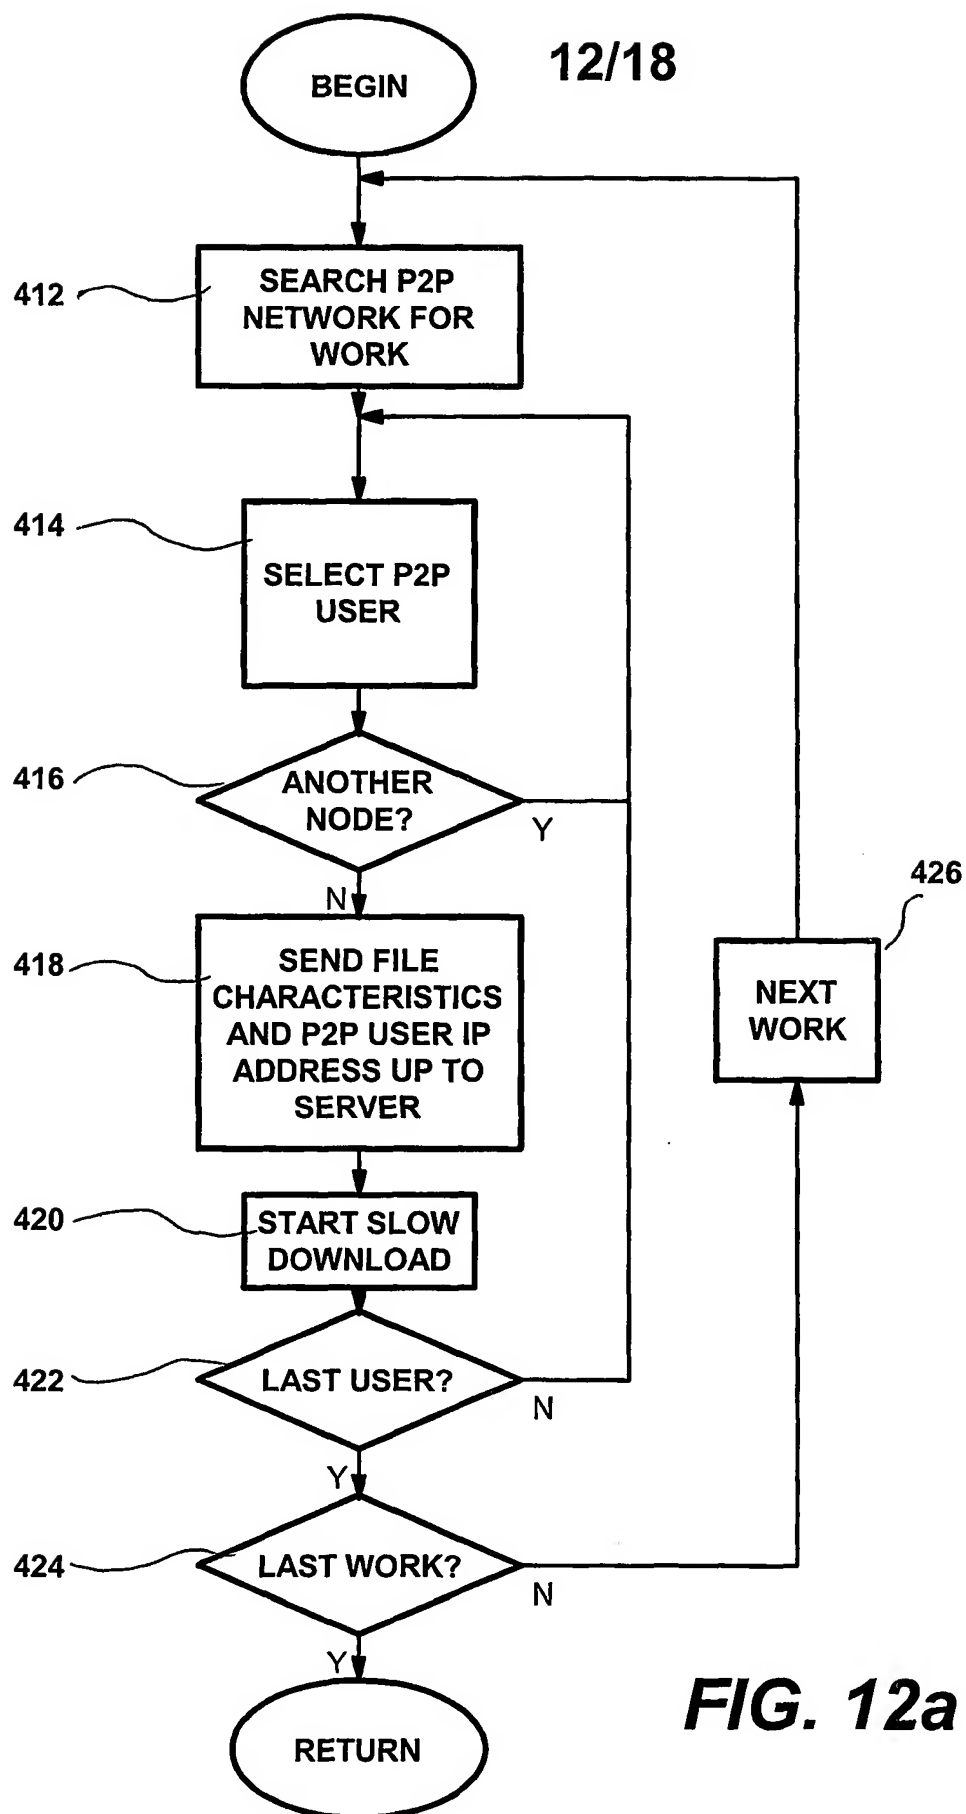 12/18
BEGIN
412
SEARCH P2P
NETWORK FOR
WORK
414
SELECT P2P
USER
416
ANOTHER
NODE?
Y
N
418
SEND FILE
CHARACTERISTICS
AND P2P USER IP
ADDRESS UP TO
SERVER
426
NEXT
WORK
420
START SLOW
DOWNLOAD
422
LAST USER?
N
Y
424
LAST WORK?
N
Y
RETURN
FIG. 12a